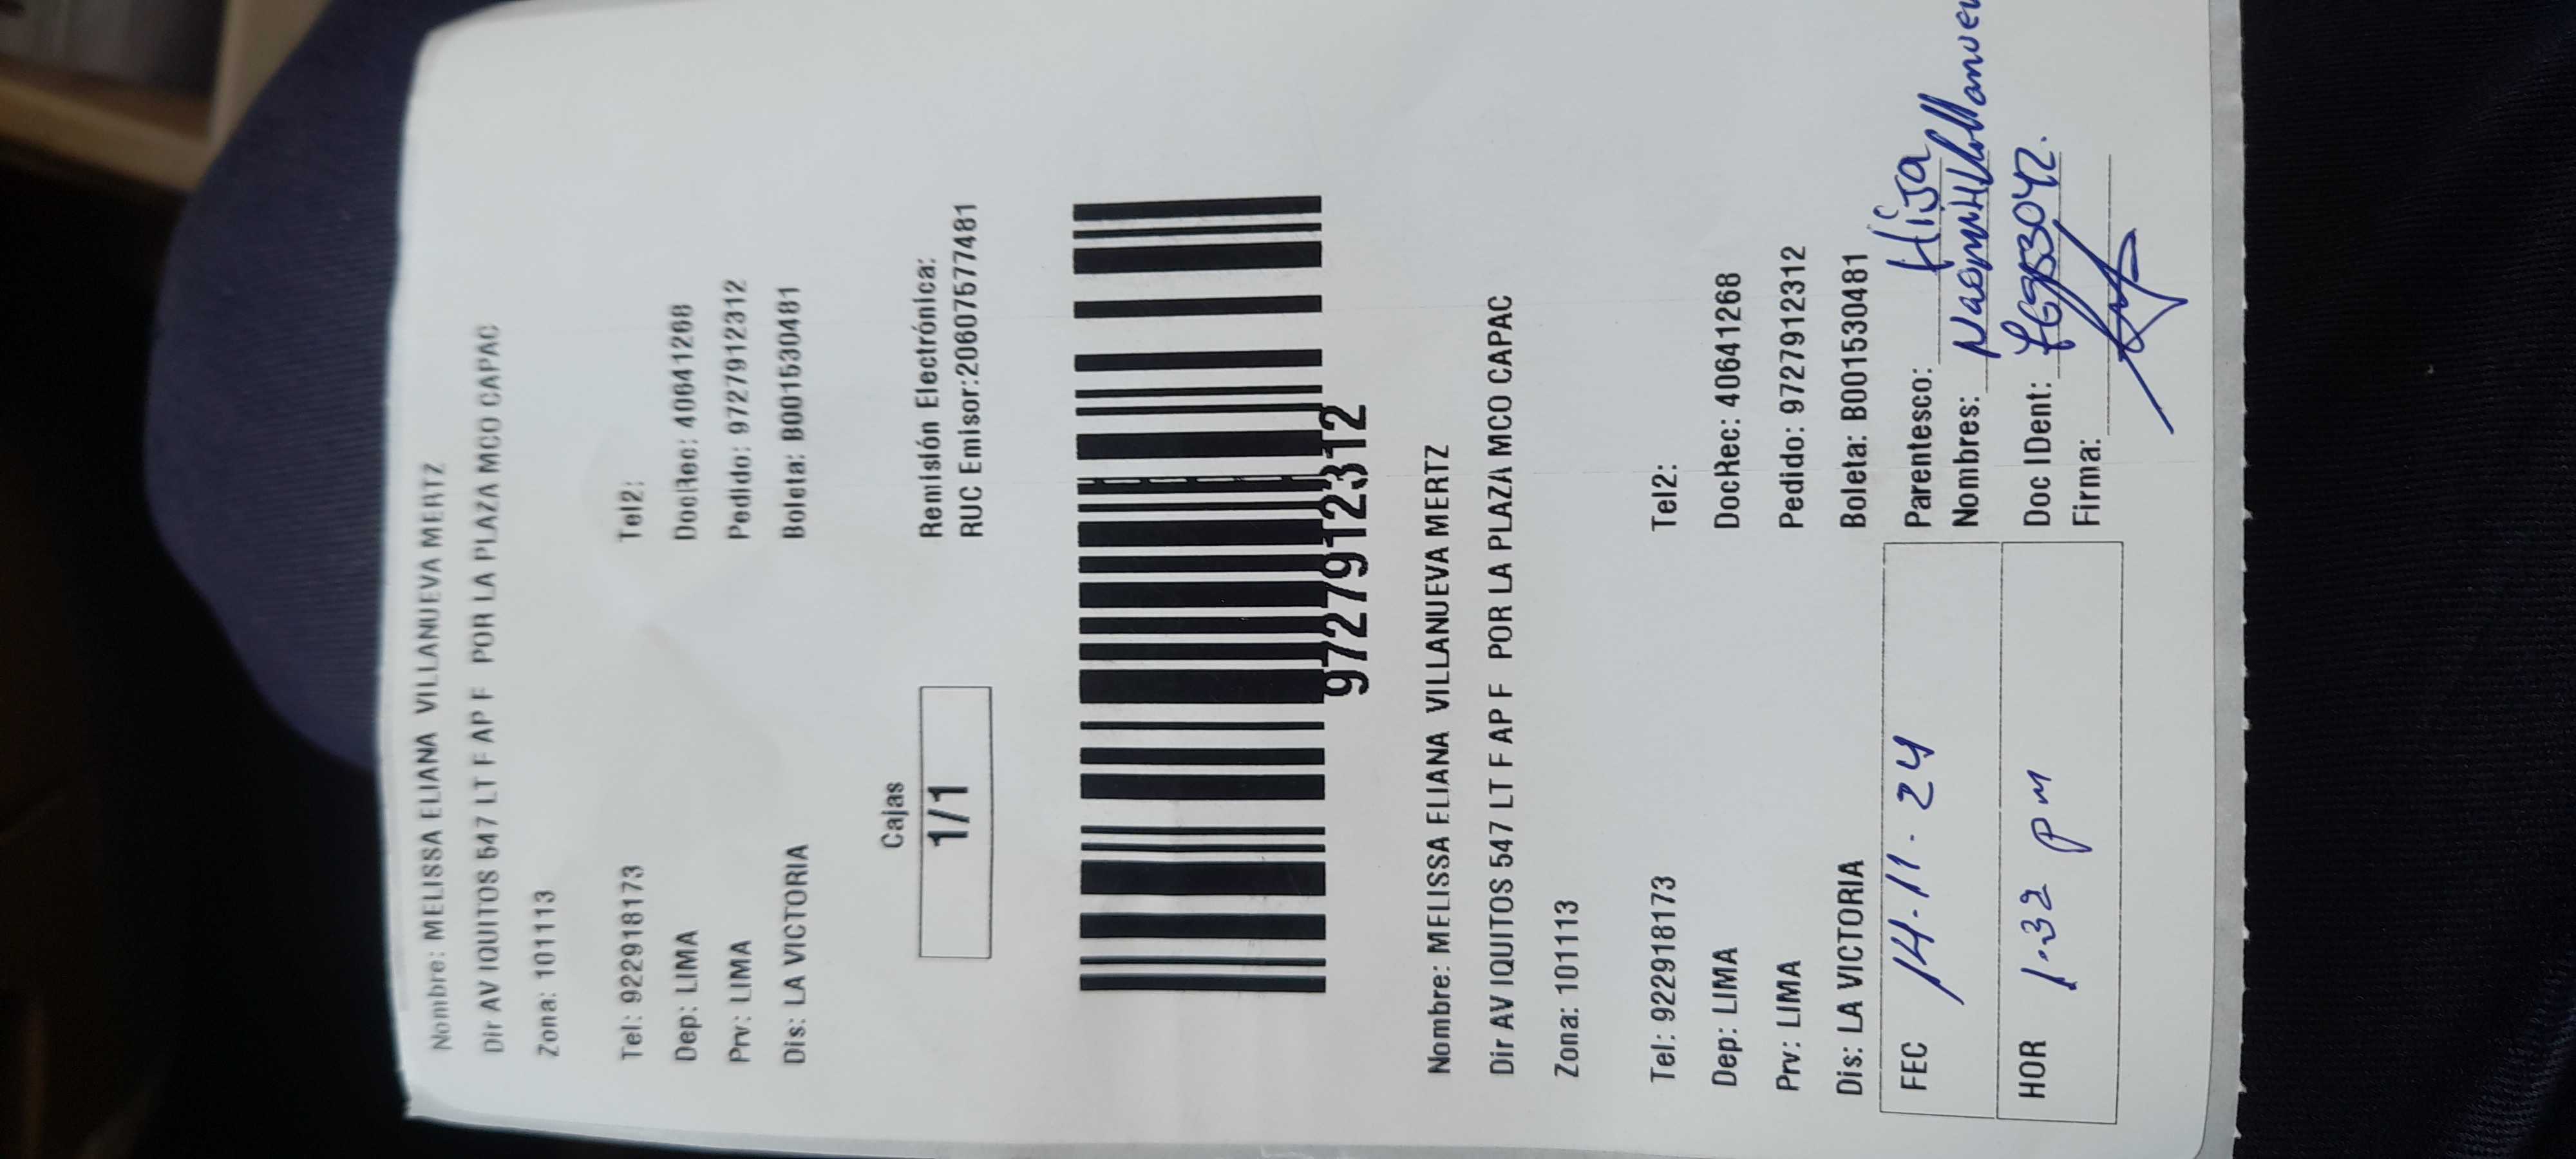 Nombre: MELISSA ELIANA VILLANUEVA MERTZ
Dir AV IQUITOS 547 LT F AP F POR LA PLAZA MCO CAPAC
Zona: 101113
Tel: 922918173 Tel2:
Dep: LIMA DocRec: 40641268
Prv: LIMA Pedido: 9727912312
Dis: LA VICTORIA Boleta: B001530481
Cajas
1/1
Remisión Electrónica:
RUC Emisor:20607577481
9727912312
Nombre: MELISSA ELIANA VILLANUEVA MERTZ
Dir AV IQUITOS 547 LT F AP F POR LA PLAZA MCO CAPAC
Zona: 101113
Tel: 922918173 Tel2:
Dep: LIMA DocRec: 40641268
Prv: LIMA Pedido: 9727912312
Dis: LA VICTORIA Boleta: B001530481
FEC 14.11.24
HOR 1:32 pm
Parentesco: Hija
Nombres:
Doc IDent:
Firma: